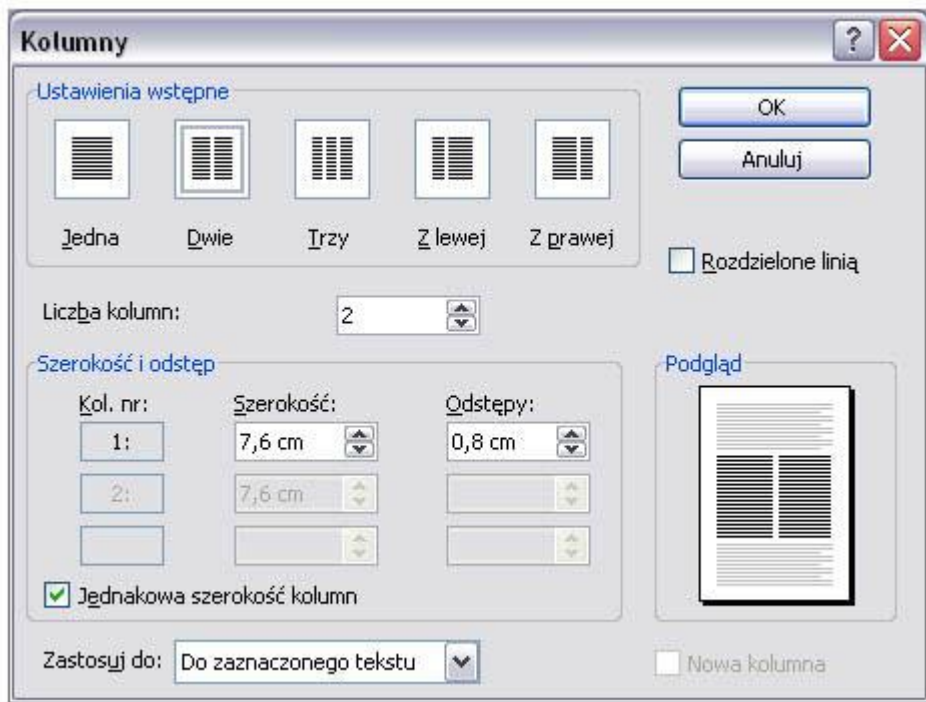 Kolumny
Ustawienia wstępne
Jedna Dwie Trzy Z lewej Z prawej
OK
Anuluj
Rozdzielone linią
Liczba kolumn: 2
Szerokość i odstęp
Kol. nr: Szerokość: Odstępy:
1: 7,6 cm 0,8 cm
2: 7,6 cm
Jednakowa szerokość kolumn
Podgląd
Zastosuj do: Do zaznaczonego tekstu
Nowa kolumna